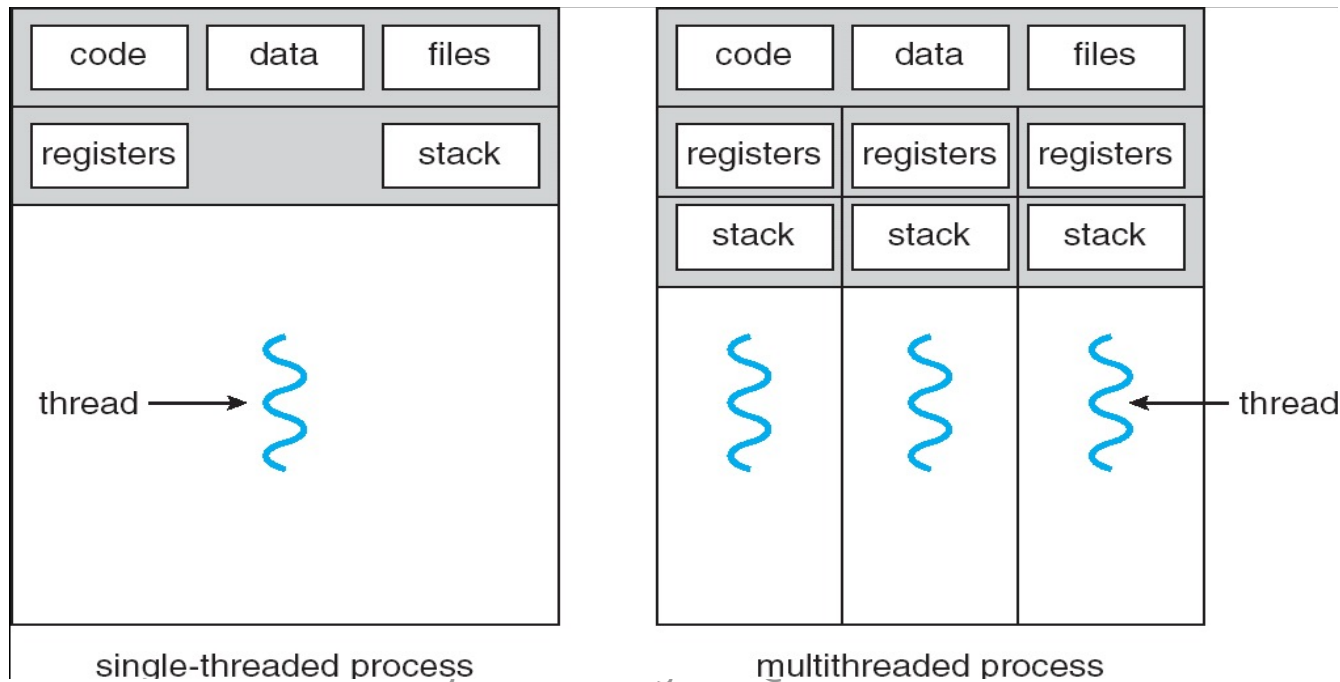 code data files
registers stack
thread
single-threaded process
code data files
registers registers registers
stack stack stack
thread
multithreaded process